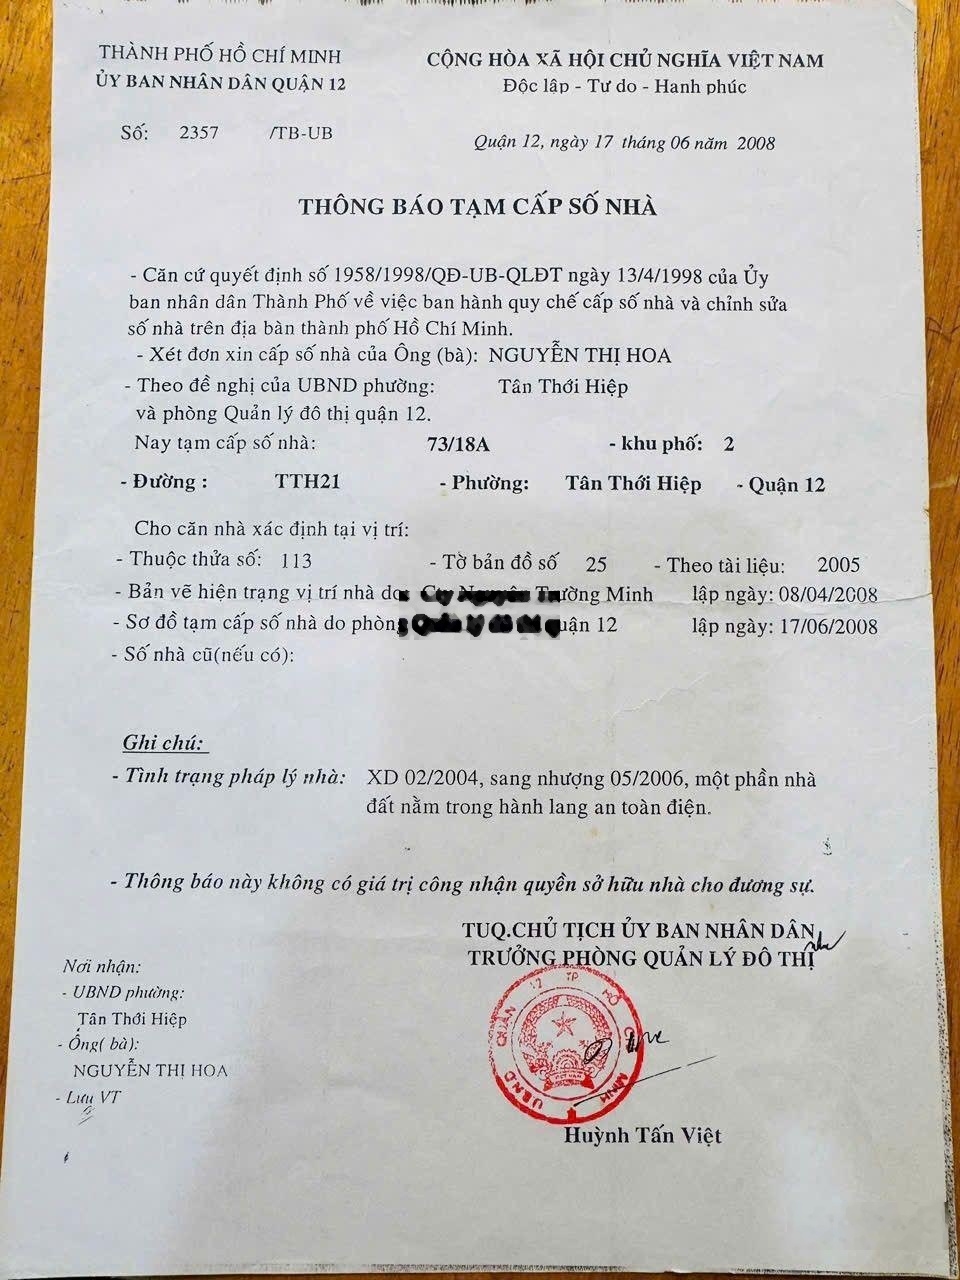 THÀNH PHỐ HỒ CHÍ MINH
ỦY BAN NHÂN DÂN QUẬN 12
CỘNG HÒA XÃ HỘI CHỦ NGHĨA VIỆT NAM
Độc lập - Tự do - Hạnh phúc
Số: 2357 /TB-UB
Quận 12, ngày 17 tháng 06 năm 2008
THÔNG BÁO TẠM CẤP SỐ NHÀ
- Căn cứ quyết định số 1958/1998/QĐ-UB-QLĐT ngày 13/4/1998 của Ủy
ban nhân dân Thành Phố về việc ban hành quy chế cấp số nhà và chỉnh sửa
số nhà trên địa bàn thành phố Hồ Chí Minh.
- Xét đơn xin cấp số nhà của Ông (bà): NGUYỄN THỊ HOA
- Theo đề nghị của UBND phường: Tân Thới Hiệp
và phòng Quản lý đô thị quận 12.
Nay tạm cấp số nhà: 73/18A - khu phố: 2
- Đường : TTH21 - Phường: Tân Thới Hiệp - Quận 12
Cho căn nhà xác định tại vị trí:
- Thuộc thửa số: 113 - Tờ bản đồ số 25 - Theo tài liệu: 2005
- Bản vẽ hiện trạng vị trí nhà do Trường Minh lập ngày: 08/04/2008
- Sơ đồ tạm cấp số nhà do phòng quận 12 lập ngày: 17/06/2008
- Số nhà cũ(nếu có):
Ghi chú:
- Tình trạng pháp lý nhà: XD 02/2004, sang nhượng 05/2006, một phần nhà
đất nằm trong hành lang an toàn điện.
- Thông báo này không có giá trị công nhận quyền sở hữu nhà cho đương sự.
TUQ.CHỦ TỊCH ỦY BAN NHÂN DÂN
TRƯỞNG PHÒNG QUẢN LÝ ĐÔ THỊ
Nơi nhận:
- UBND phường:
Tân Thới Hiệp
- Ông( bà):
NGUYỄN THỊ HOA
- Lưu VT
UBND QUẬN 12 TP HỒ CHÍ MINH
VIỆT NAM
Huỳnh Tấn Việt